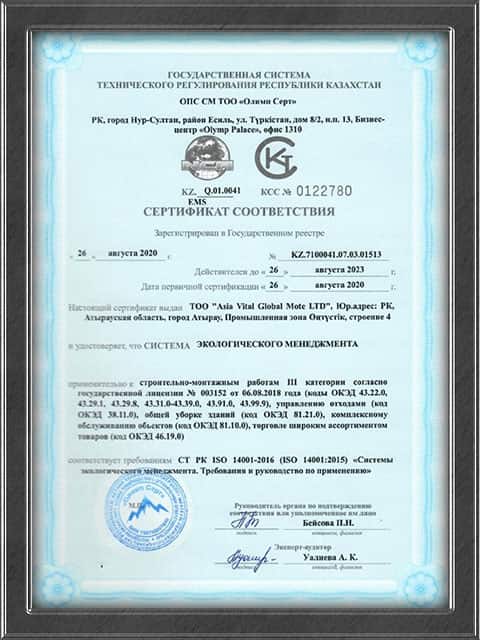 ГОСУДАРСТВЕННАЯ СИСТЕМА
ТЕХНИЧЕСКОГО РЕГУЛИРОВАНИЯ РЕСПУБЛИКИ КАЗАХСТАН
ОПС СМ ТОО «Олимп Серт»
РК, город Нур-Султан, район Есиль, ул. Түркістан, дом 8/2, н.п. 13, Бизнес-
центр «Olymp Palace», офис 1310
KZ. Q.01.0041
EMS
КСС № 0122780
СЕРТИФИКАТ СООТВЕТСТВИЯ
Зарегистрирован в Государственном реестре
« 26 » августа 2020 г. № KZ.7100041.07.03.01513
Действителен до « 26 » августа 2023 г.
Дата первичной сертификации « 26 » августа 2020 г.
Настоящий сертификат выдан ТОО "Asia Vital Global Mote LTD", Юр.адрес: РК,
Атырауская область, город Атырау, Промышленная зона Онтүстік, строение 4
и удостоверяет, что СИСТЕМА ЭКОЛОГИЧЕСКОГО МЕНЕДЖМЕНТА
применительно к строительно-монтажным работам III категории согласно
государственной лицензии № 003152 от 06.08.2018 года (коды ОКЭД 43.22.0,
43.29.1, 43.29.8, 43.31.0-43.39.0, 43.91.0, 43.99.9), управлению отходами (код
ОКЭД 38.11.0), общей уборке зданий (код ОКЭД 81.21.0), комплексному
обслуживанию объектов (код ОКЭД 81.10.0), торговле широким ассортиментом
товаров (код ОКЭД 46.19.0)
соответствует требованиям СТ РК ISO 14001-2016 (ISO 14001:2015) «Системы
экологического менеджмента. Требования и руководство по применению»
М.П.
Руководитель органа по подтверждению
соответствия или уполномоченное им лицо
Бейсова П.Н.
подпись инициалы, фамилия
Эксперт-аудитор
Уалиева А. К.
подпись инициалы, фамилия